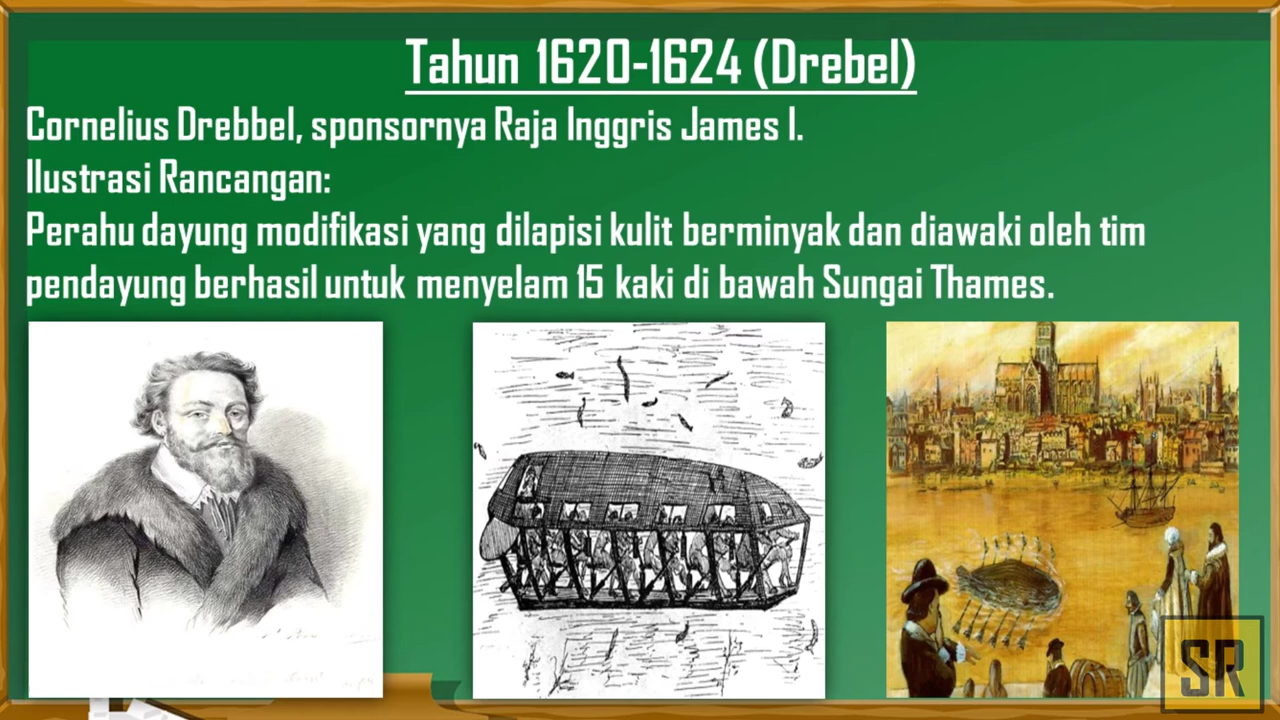 Tahun 1620-1624 (Drebel)
Cornelius Drebbel, sponsornya Raja Inggris James I.
Ilustrasi Rancangan:
Perahu dayung modifikasi yang dilapisi kulit berminyak dan diawaki oleh tim
pendayung berhasil untuk menyelam 15 kaki di bawah Sungai Thames.
SR